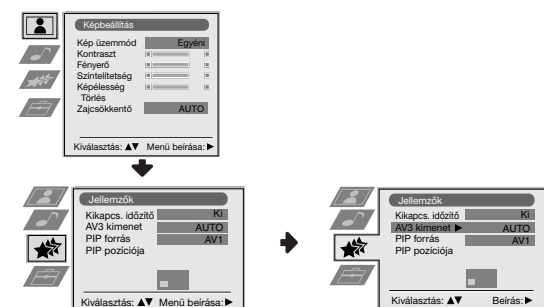 Képbeállítás
Kép üzemmód Egyéni
Kontraszt
Fényerő
Színtelítetség
Képélesség
Törlés
Zajcsökkentő AUTO
Kiválasztás: ▲▼ Menü beírása: ▶
Jellemzők
Kikapcs. időzítő Ki
AV3 kimenet AUTO
PIP forrás AV1
PIP pozíciója
Kiválasztás: ▲▼ Menü beírása: ▶
Jellemzők
Kikapcs. időzítő Ki
AV3 kimenet ▶ AUTO
PIP forrás AV1
PIP pozíciója
Kiválasztás: ▲▼ Beírás: ▶